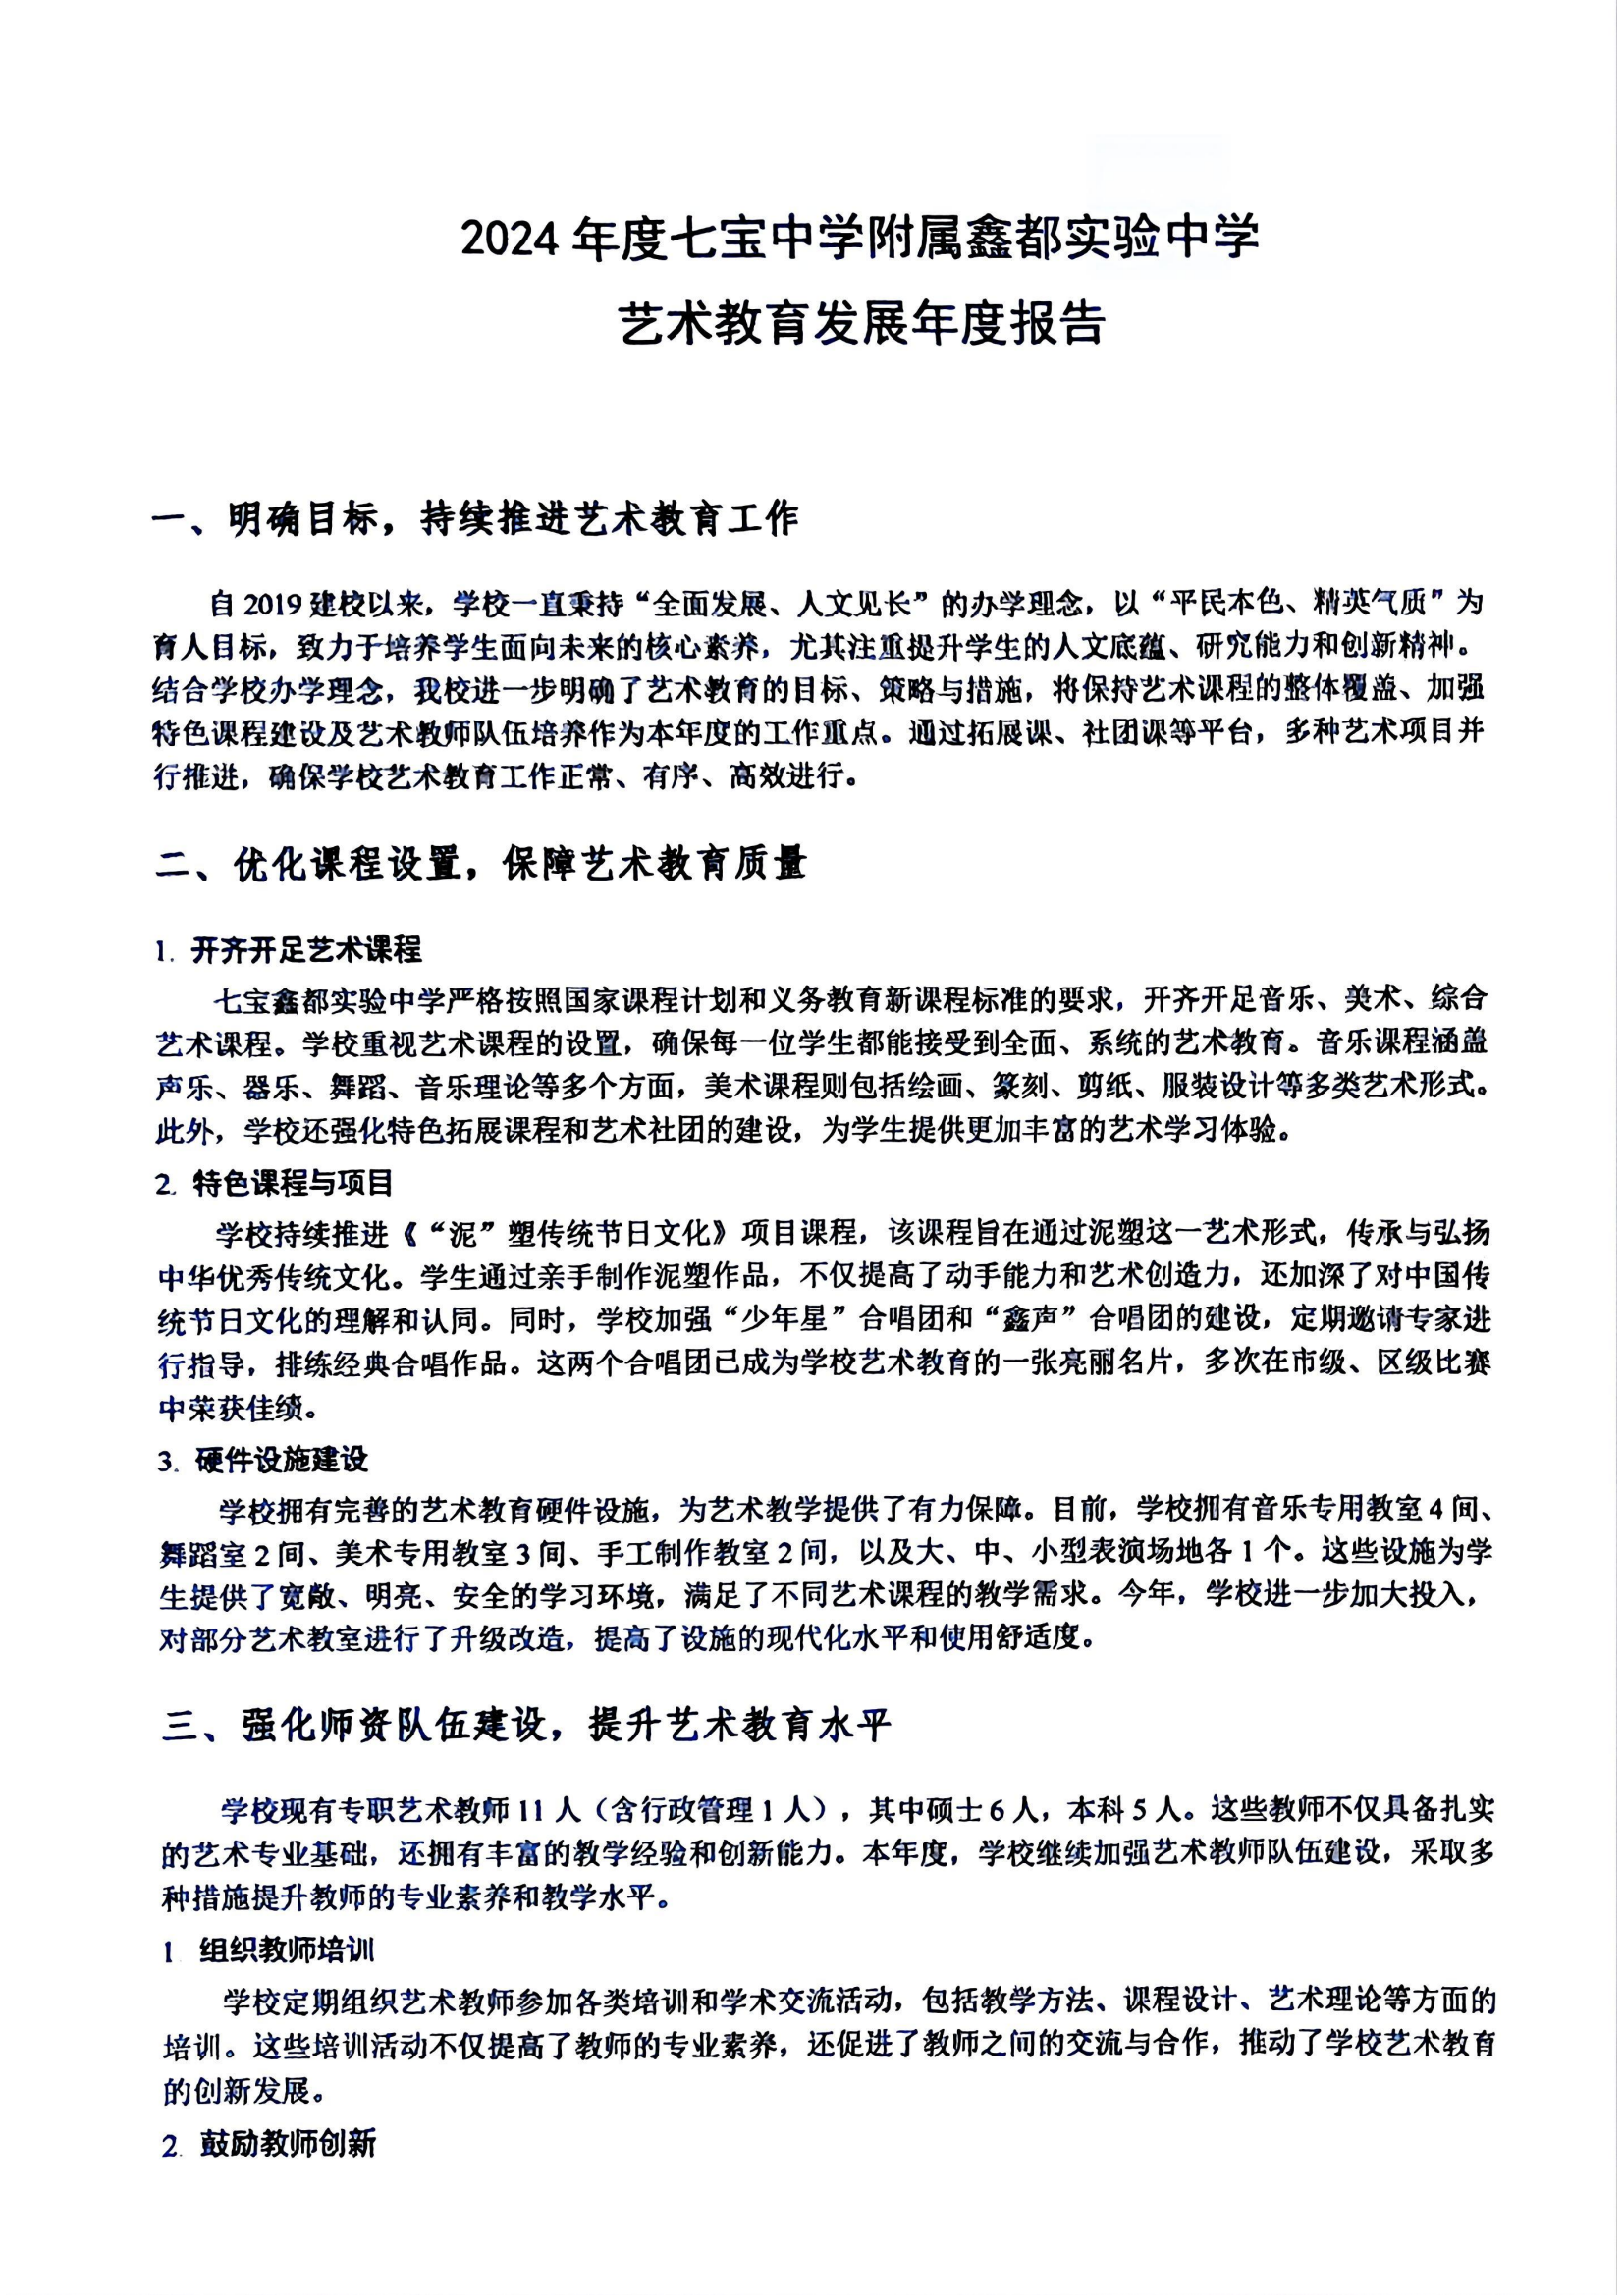 2024 年度七宝中学附属鑫都实验中学
艺术教育发展年度报告
一、明确目标，持续推进艺术教育工作
自 2019 建校以来，学校一直秉持“全面发展、人文见长”的办学理念，以“平民本色、精英气质”为
育人目标，致力于培养学生面向未来的核心素养，尤其注重提升学生的人文底蕴、研究能力和创新精神。
结合学校办学理念，我校进一步明确了艺术教育的目标、策略与措施，将保持艺术课程的整体覆盖、加强
特色课程建设及艺术教师队伍培养作为本年度的工作重点。通过拓展课、社团课等平台，多种艺术项目并
行推进，确保学校艺术教育工作正常、有序、高效进行。
二、优化课程设置，保障艺术教育质量
1. 开齐开足艺术课程
七宝鑫都实验中学严格按照国家课程计划和义务教育新课程标准的要求，开齐开足音乐、美术、综合
艺术课程。学校重视艺术课程的设置，确保每一位学生都能接受到全面、系统的艺术教育。音乐课程涵盖
声乐、器乐、舞蹈、音乐理论等多个方面，美术课程则包括绘画、篆刻、剪纸、服装设计等多类艺术形式。
此外，学校还强化特色拓展课程和艺术社团的建设，为学生提供更加丰富的艺术学习体验。
2. 特色课程与项目
学校持续推进《“泥”塑传统节日文化》项目课程，该课程旨在通过泥塑这一艺术形式，传承与弘扬
中华优秀传统文化。学生通过亲手制作泥塑作品，不仅提高了动手能力和艺术创造力，还加深了对中国传
统节日文化的理解和认同。同时，学校加强“少年星”合唱团和“鑫声”合唱团的建设，定期邀请专家进
行指导，排练经典合唱作品。这两个合唱团已成为学校艺术教育的一张亮丽名片，多次在市级、区级比赛
中荣获佳绩。
3. 硬件设施建设
学校拥有完善的艺术教育硬件设施，为艺术教学提供了有力保障。目前，学校拥有音乐专用教室 4 间、
舞蹈室 2 间、美术专用教室 3 间、手工制作教室 2 间，以及大、中、小型表演场地各 1 个。这些设施为学
生提供了宽敞、明亮、安全的学习环境，满足了不同艺术课程的教学需求。今年，学校进一步加大投入，
对部分艺术教室进行了升级改造，提高了设施的现代化水平和使用舒适度。
三、强化师资队伍建设，提升艺术教育水平
学校现有专职艺术教师 11 人（含行政管理 1 人），其中硕士 6 人，本科 5 人。这些教师不仅具备扎实
的艺术专业基础，还拥有丰富的教学经验和创新能力。本年度，学校继续加强艺术教师队伍建设，采取多
种措施提升教师的专业素养和教学水平。
1 组织教师培训
学校定期组织艺术教师参加各类培训和学术交流活动，包括教学方法、课程设计、艺术理论等方面的
培训。这些培训活动不仅提高了教师的专业素养，还促进了教师之间的交流与合作，推动了学校艺术教育
的创新发展。
2. 鼓励教师创新